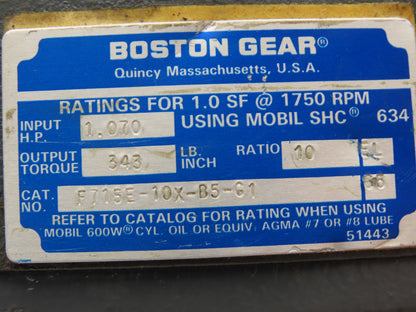 BOSTON GEAR®
Quincy Massachusetts, U.S.A.
RATINGS FOR 1.0 SF @ 1750 RPM
INPUT H.P. 1.070 USING MOBIL SHC® 634
OUTPUT TORQUE 343 LB. INCH RATIO 10 EL
CAT. NO. F715E-10X-B5-G1 36
REFER TO CATALOG FOR RATING WHEN USING
MOBIL 600W® CYL. OIL OR EQUIV. AGMA #7 OR #8 LUBE
51443